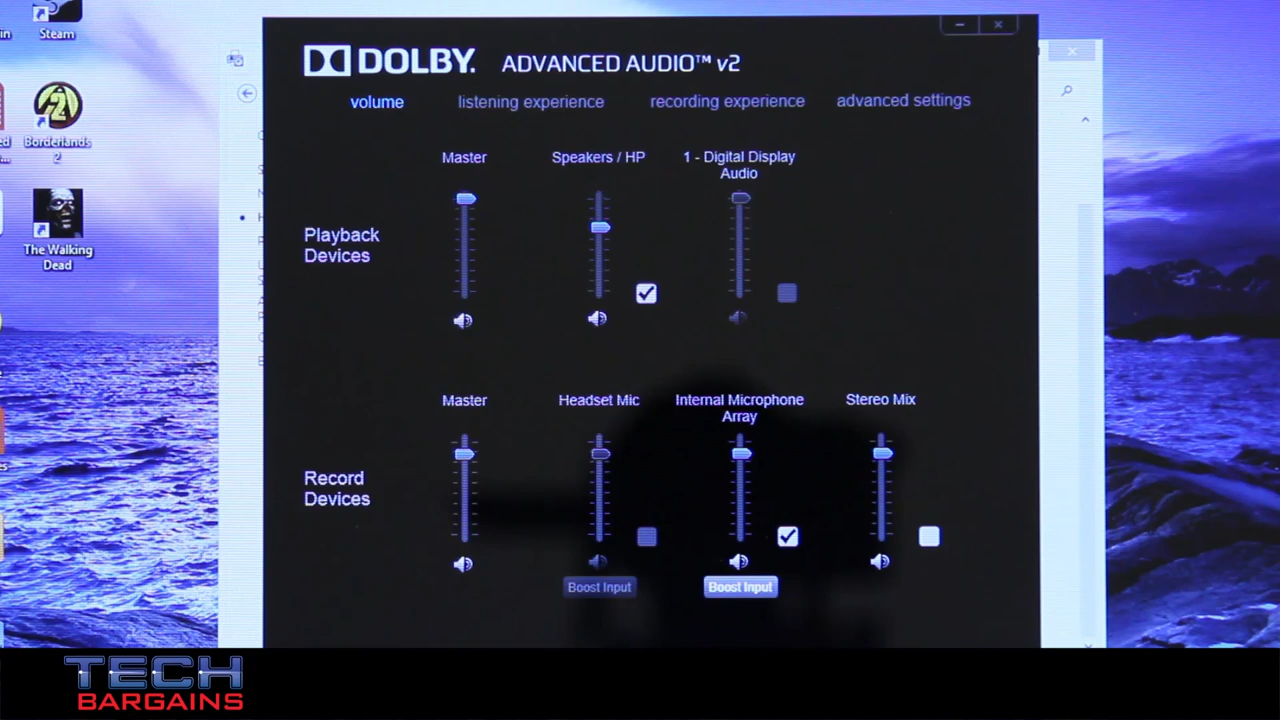 Steam
DOLBY. ADVANCED AUDIO™ v2
volume listening experience recording experience advanced settings
Borderlands
2
Master Speakers / HP 1 - Digital Display
Audio
Playback
Devices
The Walking
Dead
Master Headset Mic Internal Microphone Stereo Mix
Array
Record
Devices
Boost Input Boost Input
TECH
BARGAINS